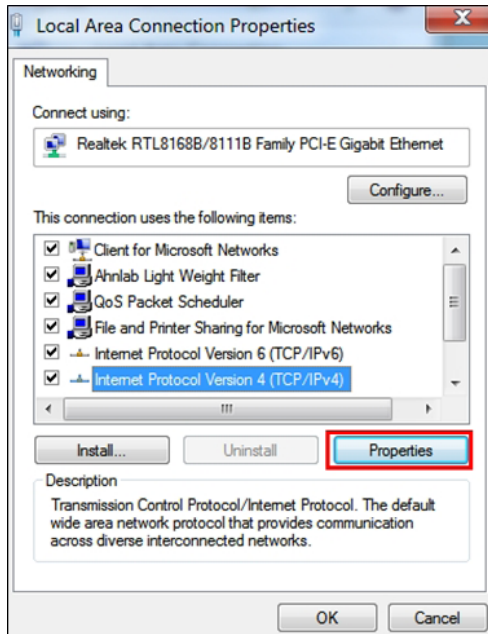 Local Area Connection Properties
Networking
Connect using:
Realtek RTL8168B/8111B Family PCI-E Gigabit Ethernet
Configure...
This connection uses the following items:
Client for Microsoft Networks
Ahnlab Light Weight Filter
QoS Packet Scheduler
File and Printer Sharing for Microsoft Networks
Internet Protocol Version 6 (TCP/IPv6)
Internet Protocol Version 4 (TCP/IPv4)
Install...
Uninstall
Properties
Description
Transmission Control Protocol/Internet Protocol. The default
wide area network protocol that provides communication
across diverse interconnected networks.
OK
Cancel